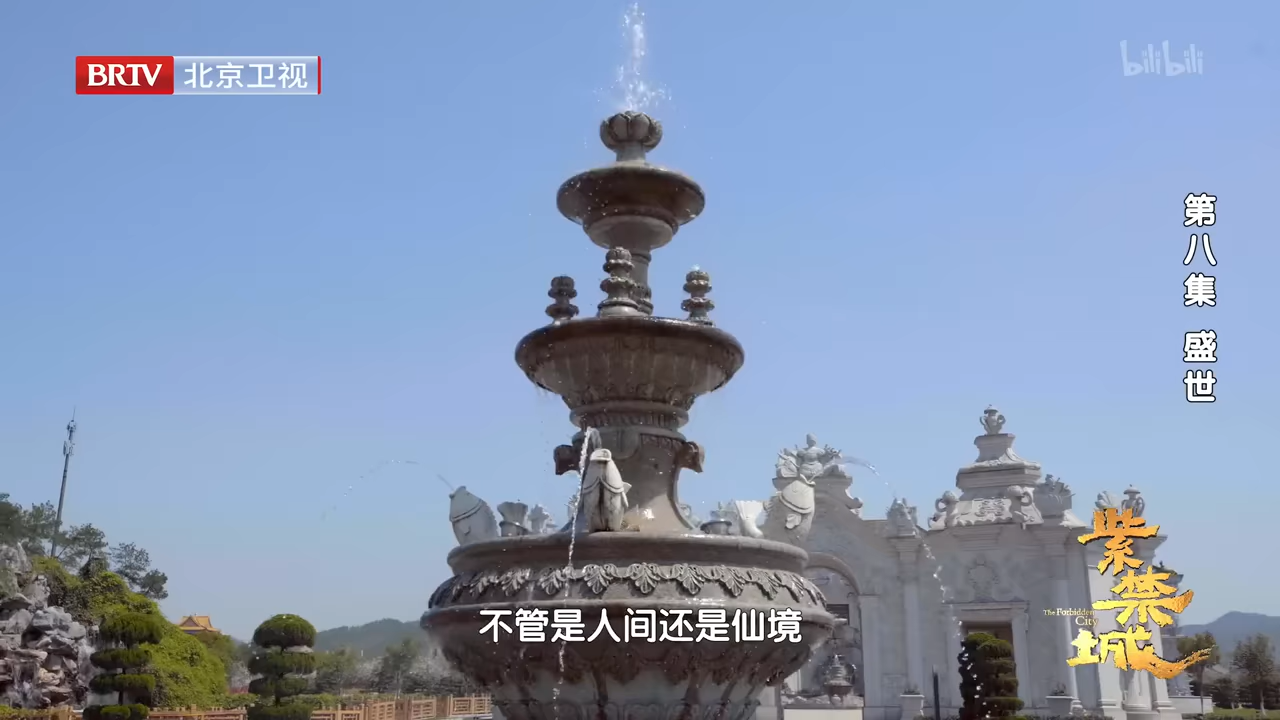 BRTV 北京卫视
bilibili
第八集 盛世
紫禁城
The Forbidden
City
不管是人间还是仙境